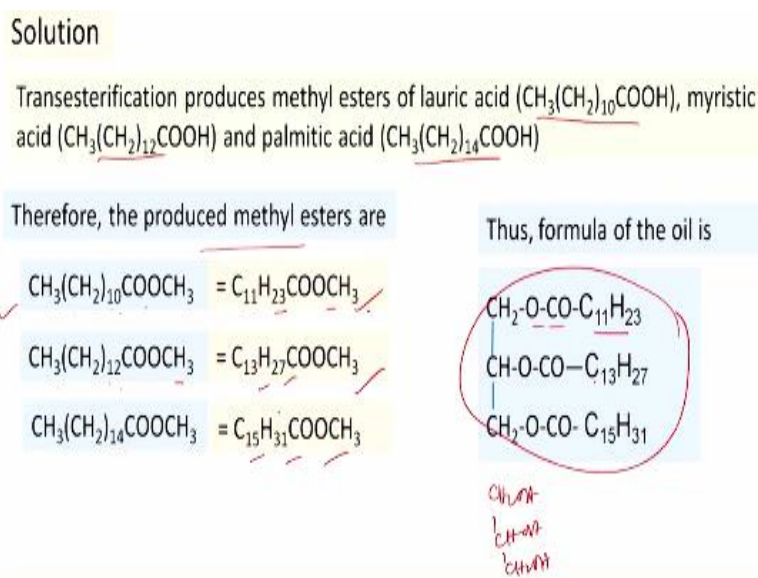 Solution
Transesterification produces methyl esters of lauric acid (CH₃(CH₂)₁₀COOH), myristic
acid (CH₃(CH₂)₁₂COOH) and palmitic acid (CH₃(CH₂)₁₄COOH)
Therefore, the produced methyl esters are
CH₃(CH₂)₁₀COOCH₃ = C₁₁H₂₃COOCH₃
CH₃(CH₂)₁₂COOCH₃ = C₁₃H₂₇COOCH₃
CH₃(CH₂)₁₄COOCH₃ = C₁₅H₃₁COOCH₃
Thus, formula of the oil is
CH₂-O-CO-C₁₁H₂₃
CH-O-CO—C₁₃H₂₇
CH₂-O-CO- C₁₅H₃₁